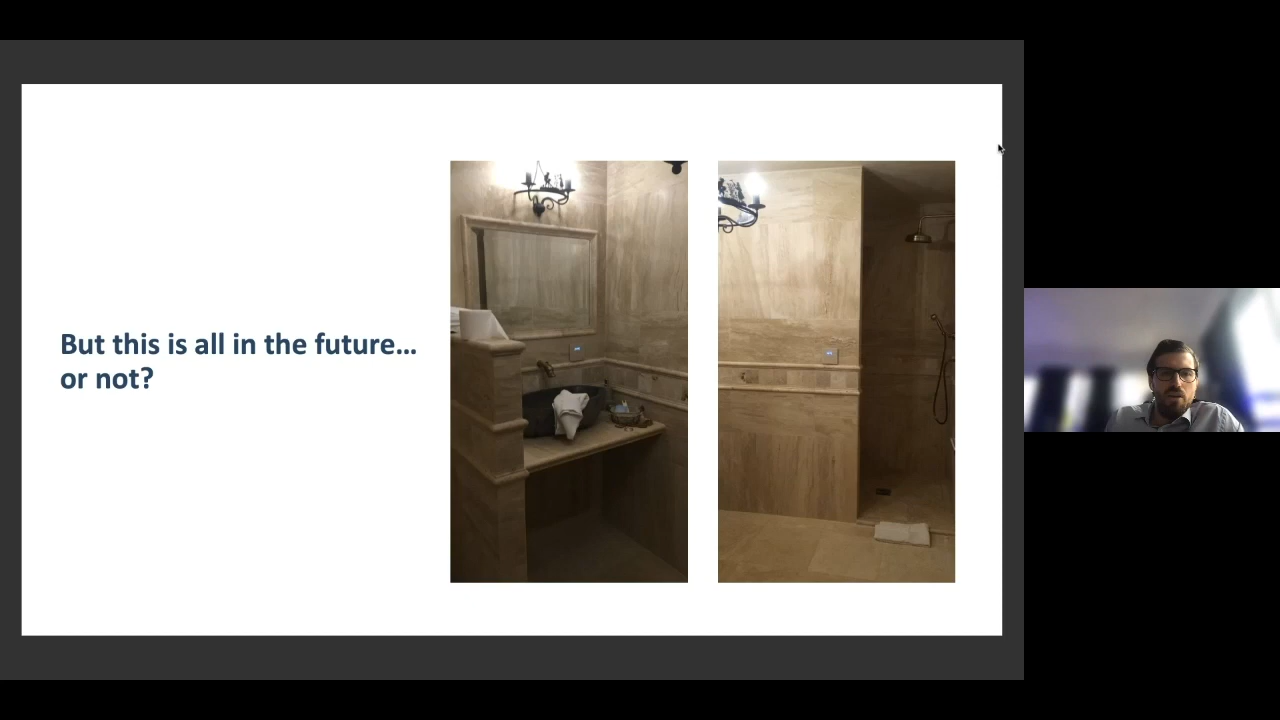 But this is all in the future…
or not?